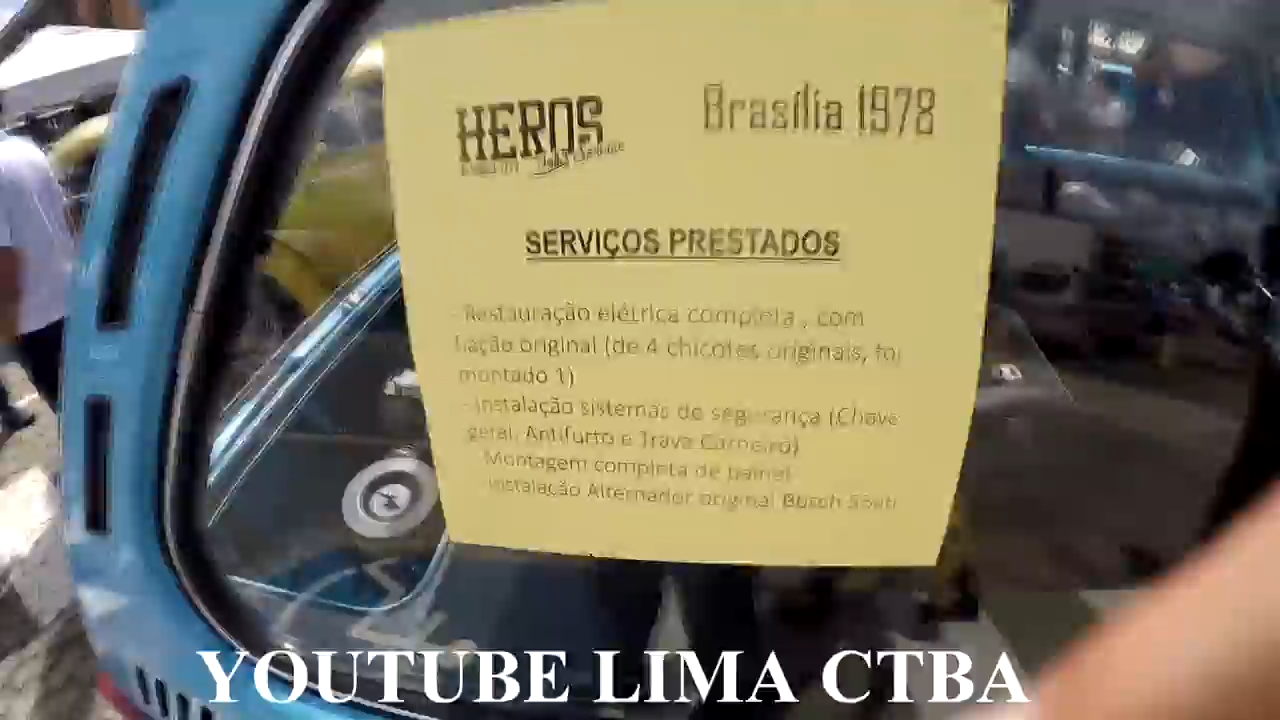 HEROS
Brasília 1978
SERVIÇOS PRESTADOS
- Restauração elétrica completa , com
fiação original (de 4 chicotes originais, foi
montado 1)
- Instalação sistemas de segurança (Chave
geral, Antifurto e Trava Carneiro)
Montagem completa de painel
Instalação Alternador original Bosch
YOUTUBE LIMA CTBA